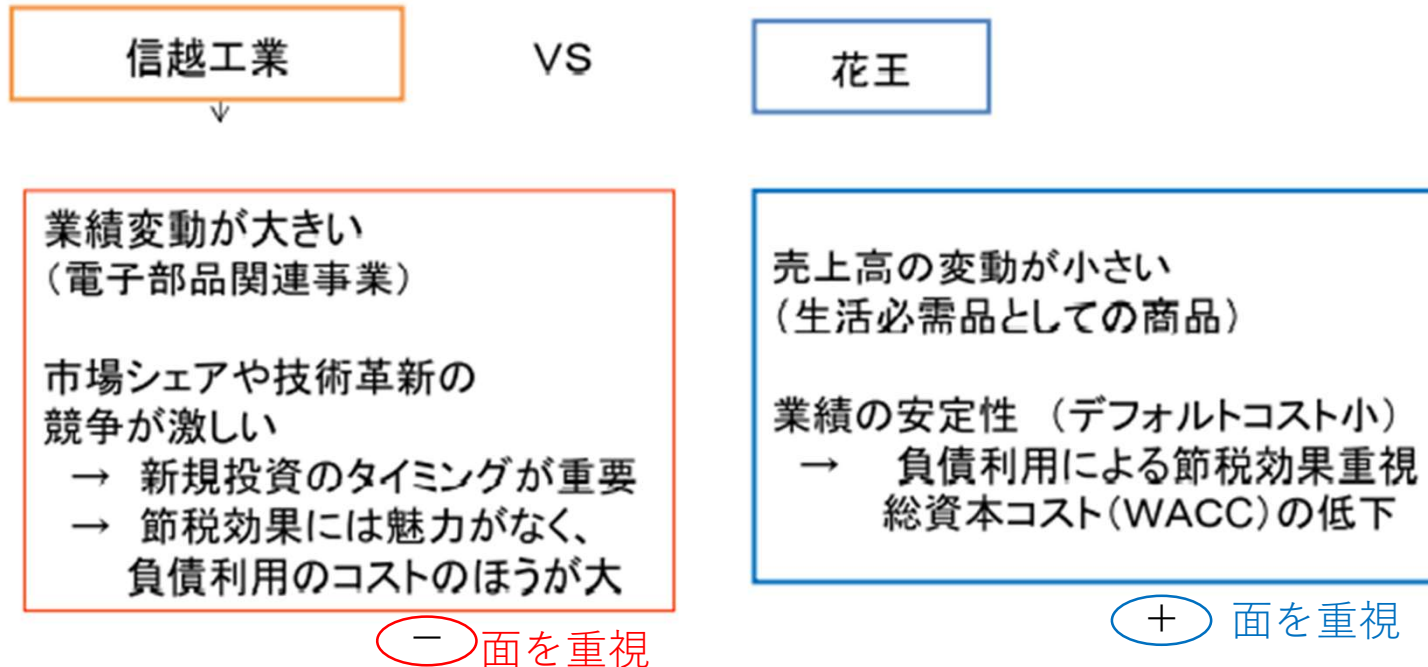 信越工業
VS
花王
業績変動が大きい
（電子部品関連事業）
市場シェアや技術革新の
競争が激しい
→ 新規投資のタイミングが重要
→ 節税効果には魅力がなく、
負債利用のコストのほうが大
－ 面を重視
売上高の変動が小さい
（生活必需品としての商品）
業績の安定性 （デフォルトコスト小）
→ 負債利用による節税効果重視
総資本コスト（WACC）の低下
＋ 面を重視